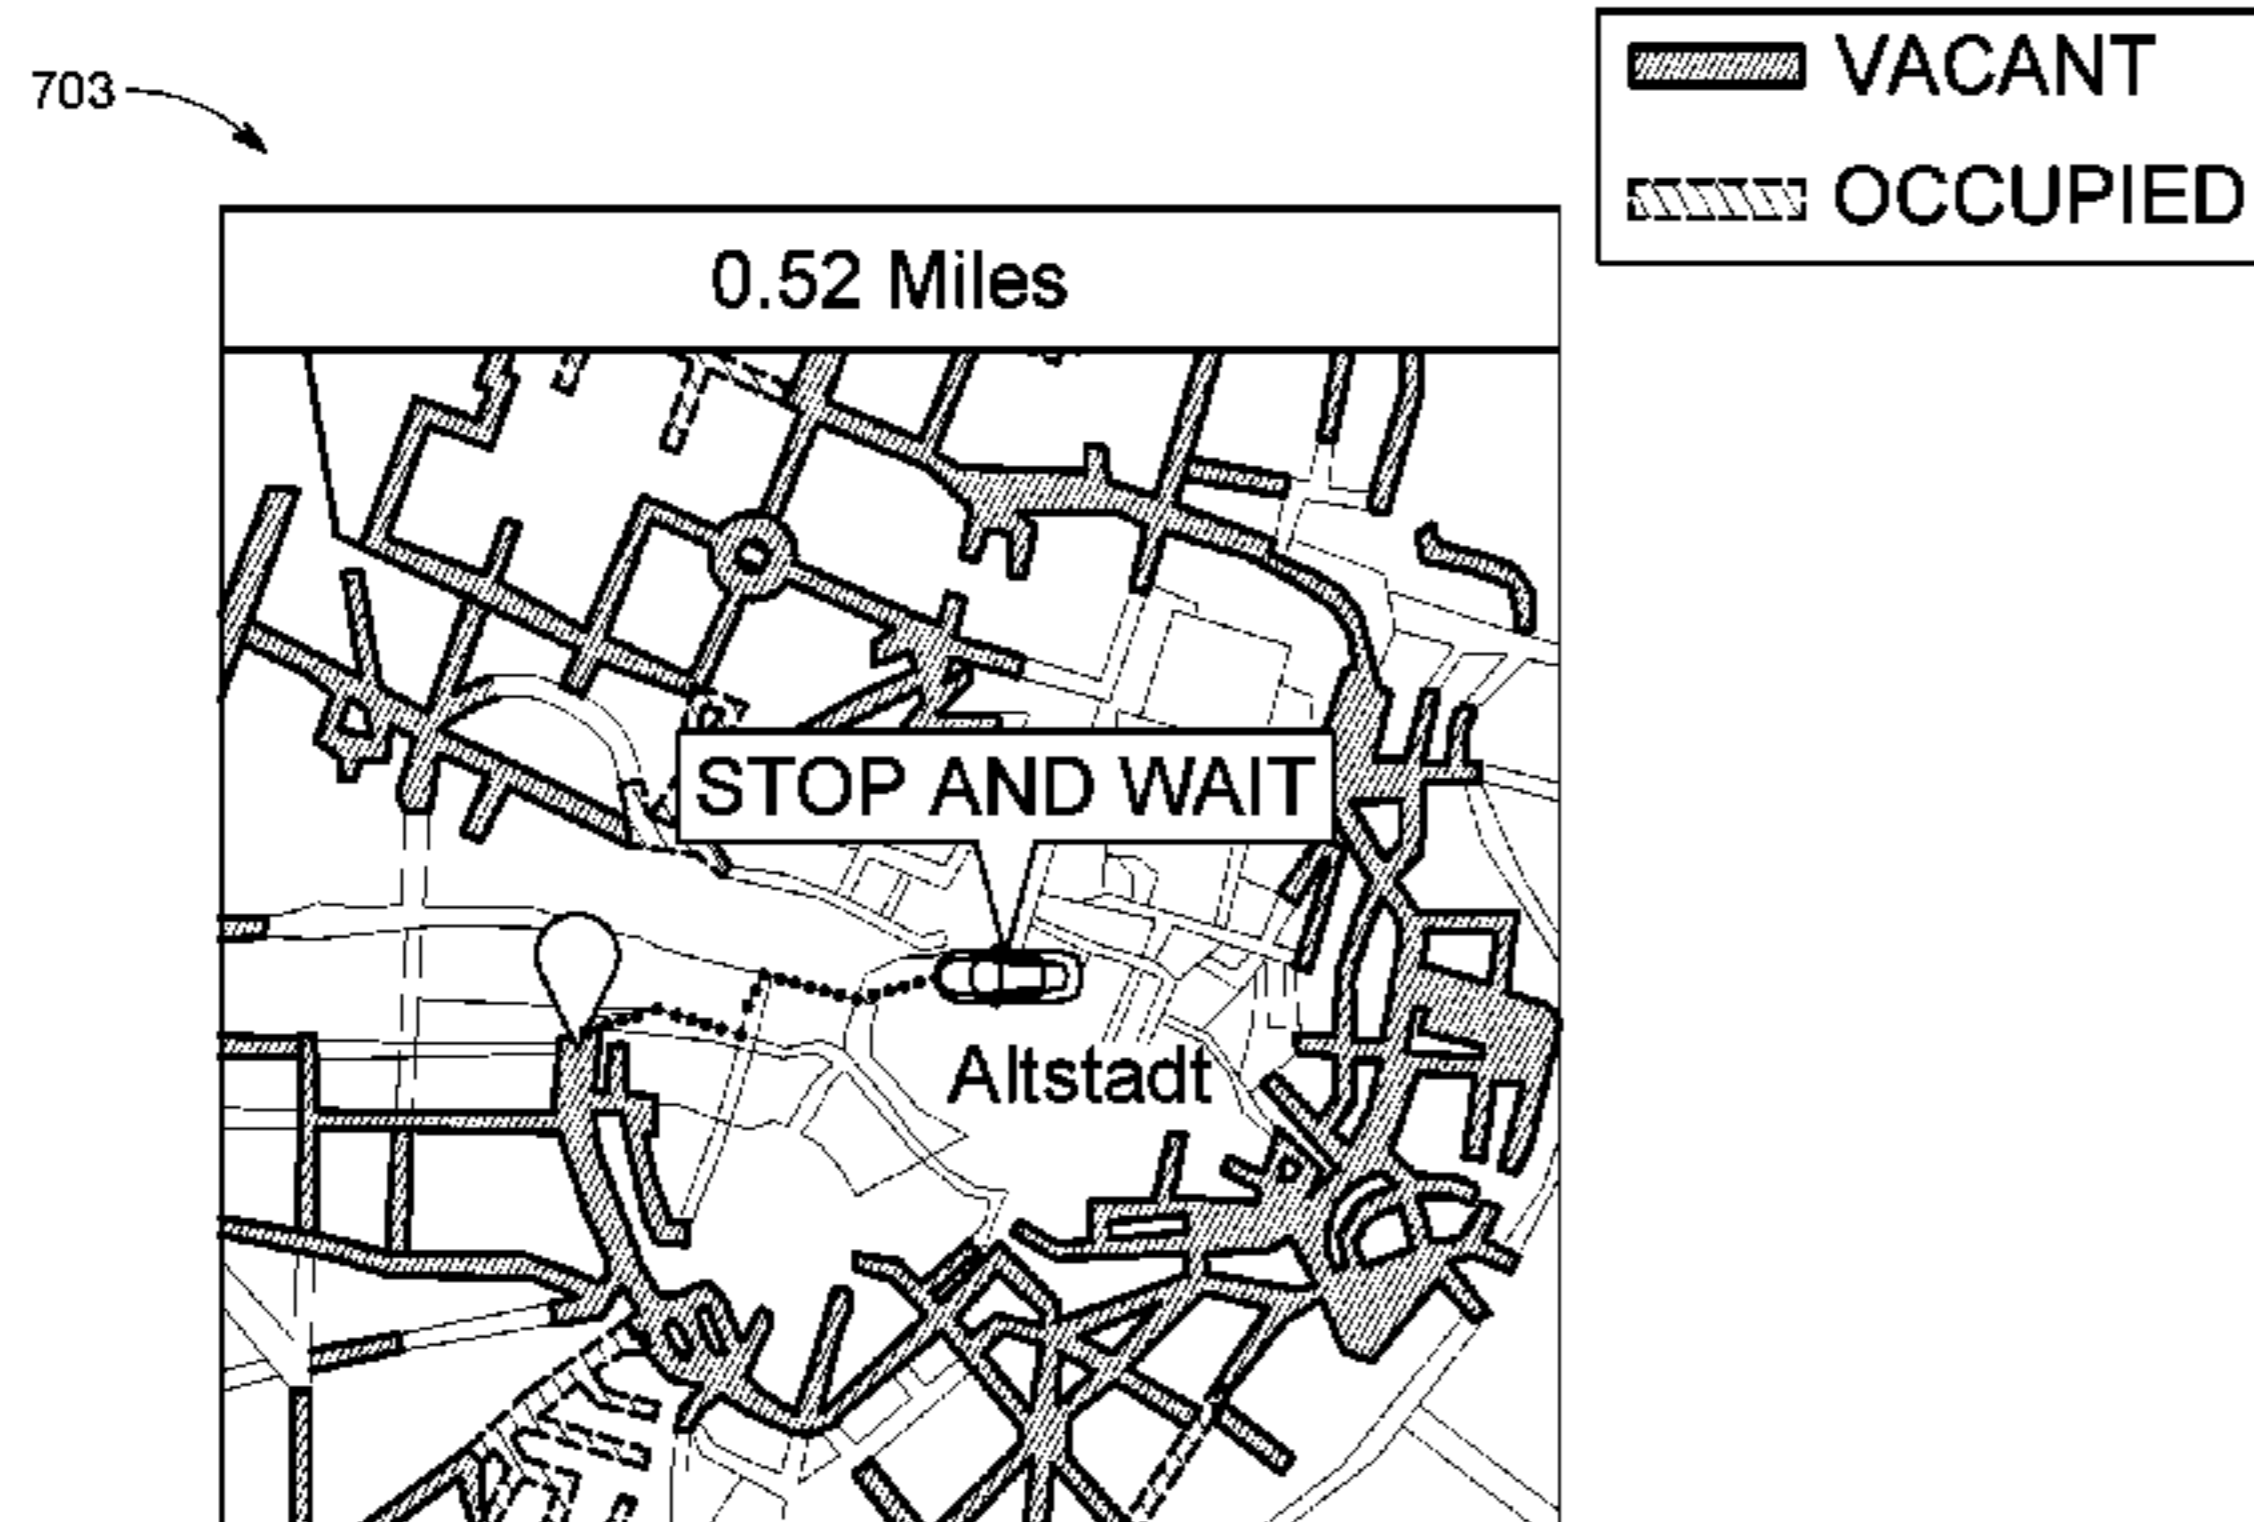 703
VACANT
OCCUPIED
0.52 Miles
STOP AND WAIT
Altstadt